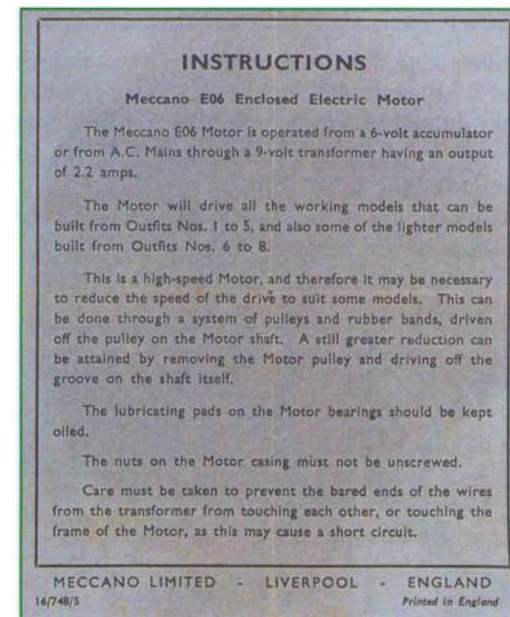 INSTRUCTIONS
Meccano E06 Enclosed Electric Motor
The Meccano E06 Motor is operated from a 6-volt accumulator
or from A.C. Mains through a 9-volt transformer having an output
of 2.2 amps.
The Motor will drive all the working models that can be
built from Outfits Nos. 1 to 5, and also some of the lighter models
built from Outfits Nos. 6 to 8.
This is a high-speed Motor, and therefore it may be necessary
to reduce the speed of the drive to suit some models. This can
be done through a system of pulleys and rubber bands, driven
off the pulley on the Motor shaft. A still greater reduction can
be attained by removing the Motor pulley and driving off the
groove on the shaft itself.
The lubricating pads on the Motor bearings should be kept
oiled.
The nuts on the Motor casing must not be unscrewed.
Care must be taken to prevent the bared ends of the wires
from the transformer from touching each other, or touching the
frame of the Motor, as this may cause a short circuit.
MECCANO LIMITED - LIVERPOOL - ENGLAND
16/748/5 Printed in England